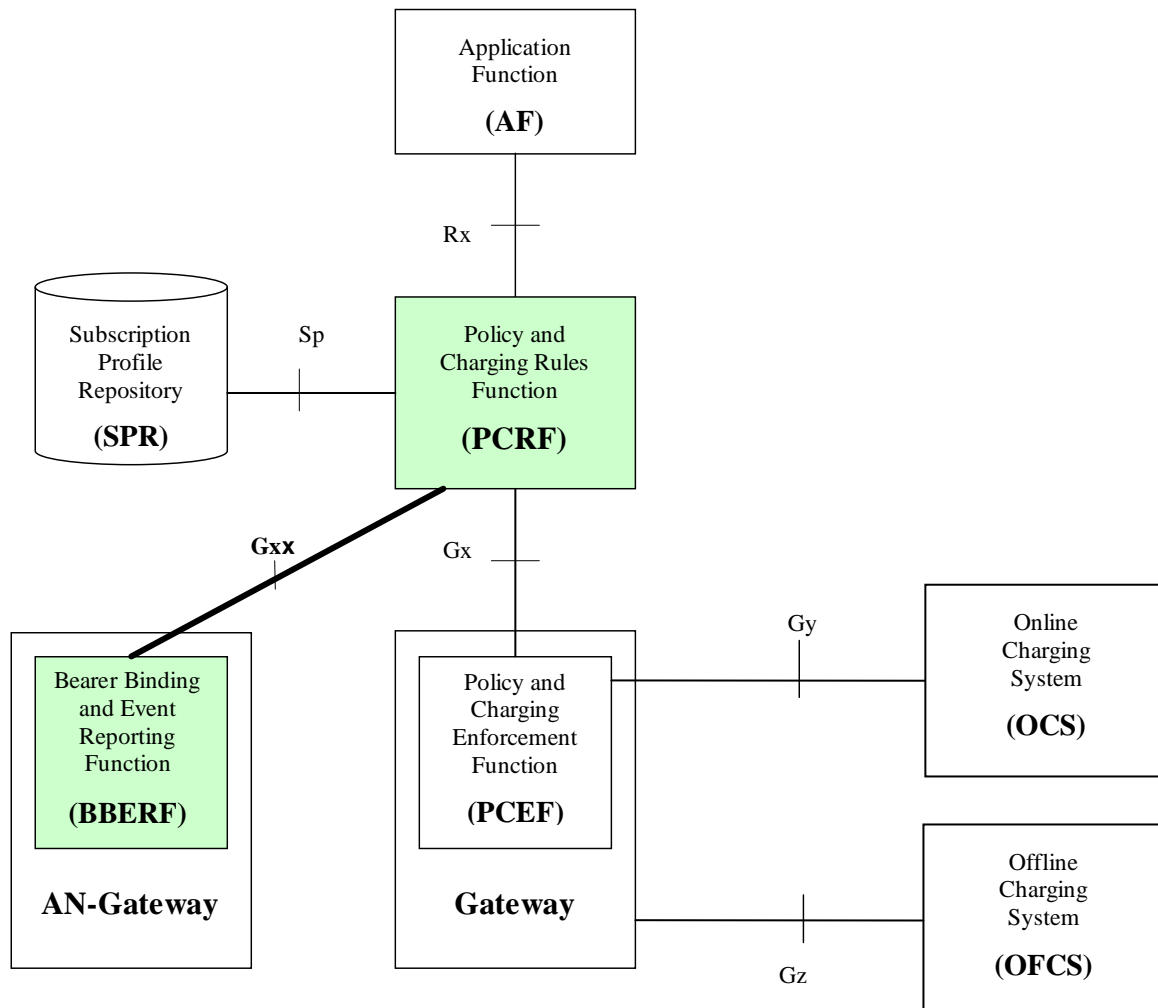 Application
Function
(AF)
Rx
Subscription
Profile
Repository
(SPR)
Sp
Policy and
Charging Rules
Function
(PCRF)
Gxx
Gx
Bearer Binding
and Event
Reporting
Function
(BBERF)
AN-Gateway
Policy and
Charging
Enforcement
Function
(PCEF)
Gateway
Gy
Online
Charging
System
(OCS)
Gz
Offline
Charging
System
(OFCS)